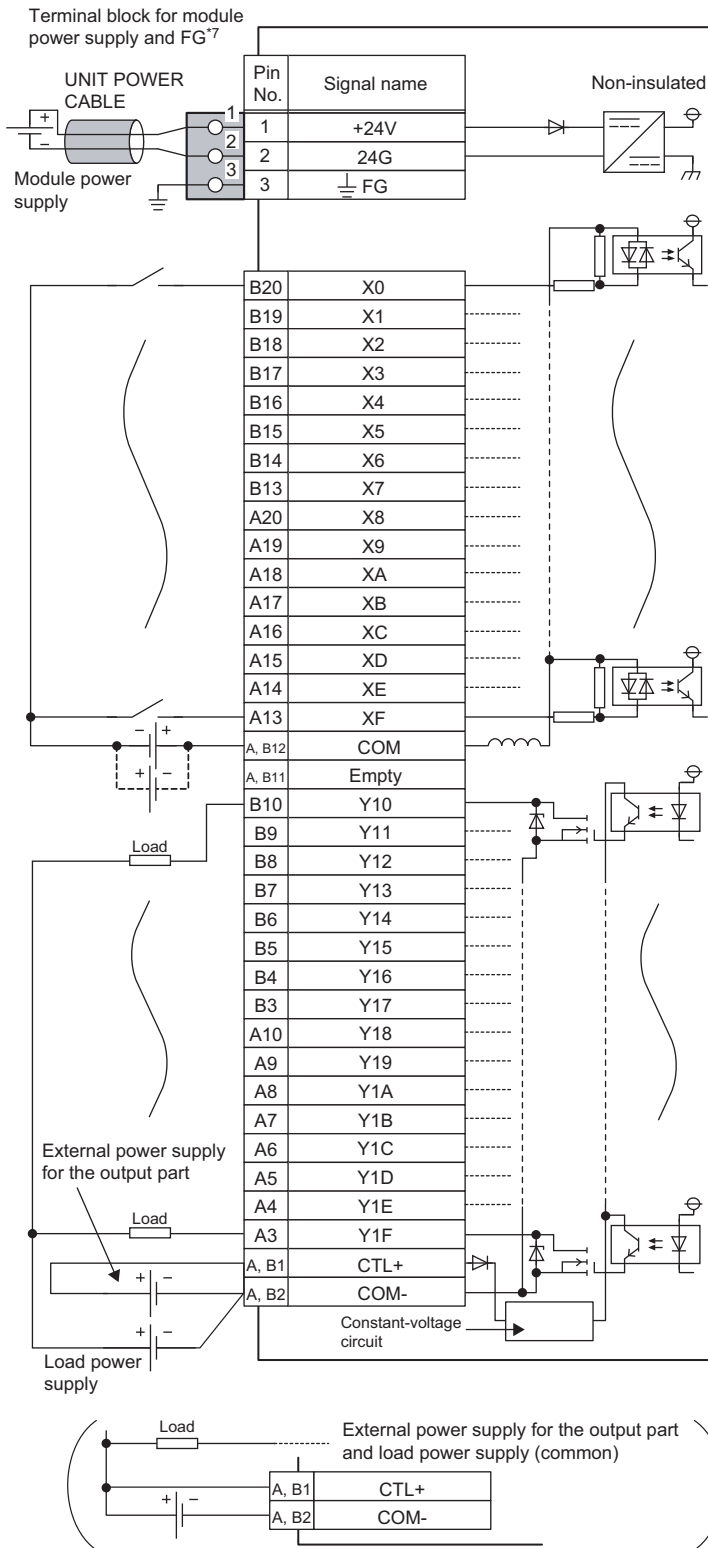 Terminal block for module
power supply and FG*7
UNIT POWER
CABLE
Module power
supply
+
−
1
2
3
Pin
No.
Signal name
1 +24V
2 24G
3 FG
Non-insulated
B20 X0
B19 X1
B18 X2
B17 X3
B16 X4
B15 X5
B14 X6
B13 X7
A20 X8
A19 X9
A18 XA
A17 XB
A16 XC
A15 XD
A14 XE
A13 XF
− +
A, B12 COM
+ −
A, B11 Empty
B10 Y10
B9 Y11
Load
B8 Y12
B7 Y13
B6 Y14
B5 Y15
B4 Y16
B3 Y17
A10 Y18
A9 Y19
A8 Y1A
A7 Y1B
A6 Y1C
External power supply
for the output part
A5 Y1D
A4 Y1E
Load
A3 Y1F
A, B1 CTL+
+ −
A, B2 COM-
+ −
Load power
supply
Constant-voltage
circuit
Load
External power supply for the output part
and load power supply (common)
A, B1 CTL+
+ −
A, B2 COM-